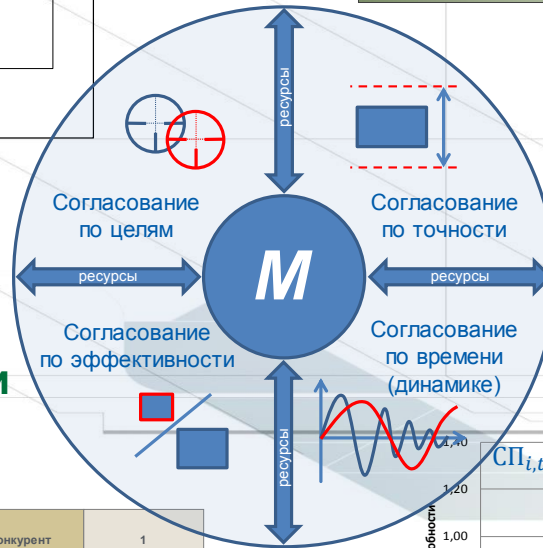 ресурсы
Согласование
по целям
Согласование
по точности
ресурсы
М
ресурсы
Согласование
по эффективности
Согласование
по времени
(динамике)
ресурсы
1,40
СП i,t
1,20
1,00
1